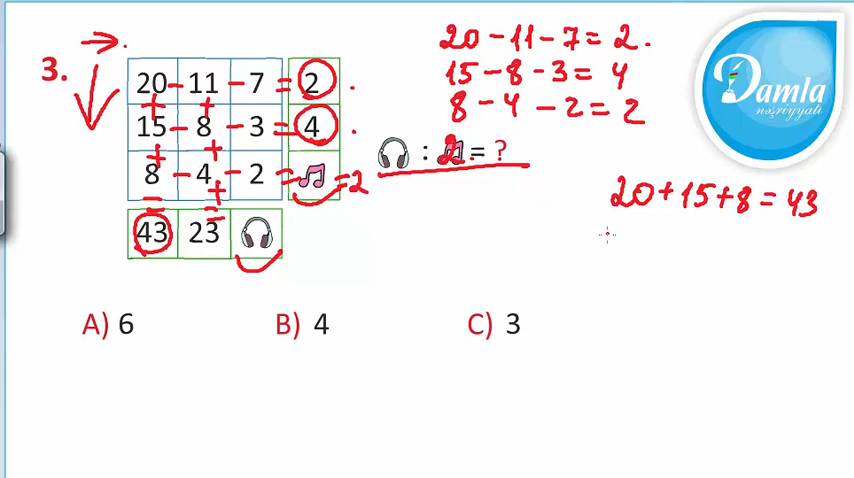 3.
20 - 11 - 7 = 2 .
15 - 8 - 3 = 4 .
8 - 4 - 2 = = 2
43 23
20 - 11 - 7 = 2 .
15 - 8 - 3 = 4
8 - 4 - 2 = 2
: 2 = ?
20 + 15 + 8 = 43
Damla
nəşriyyatı
A) 6 B) 4 C) 3